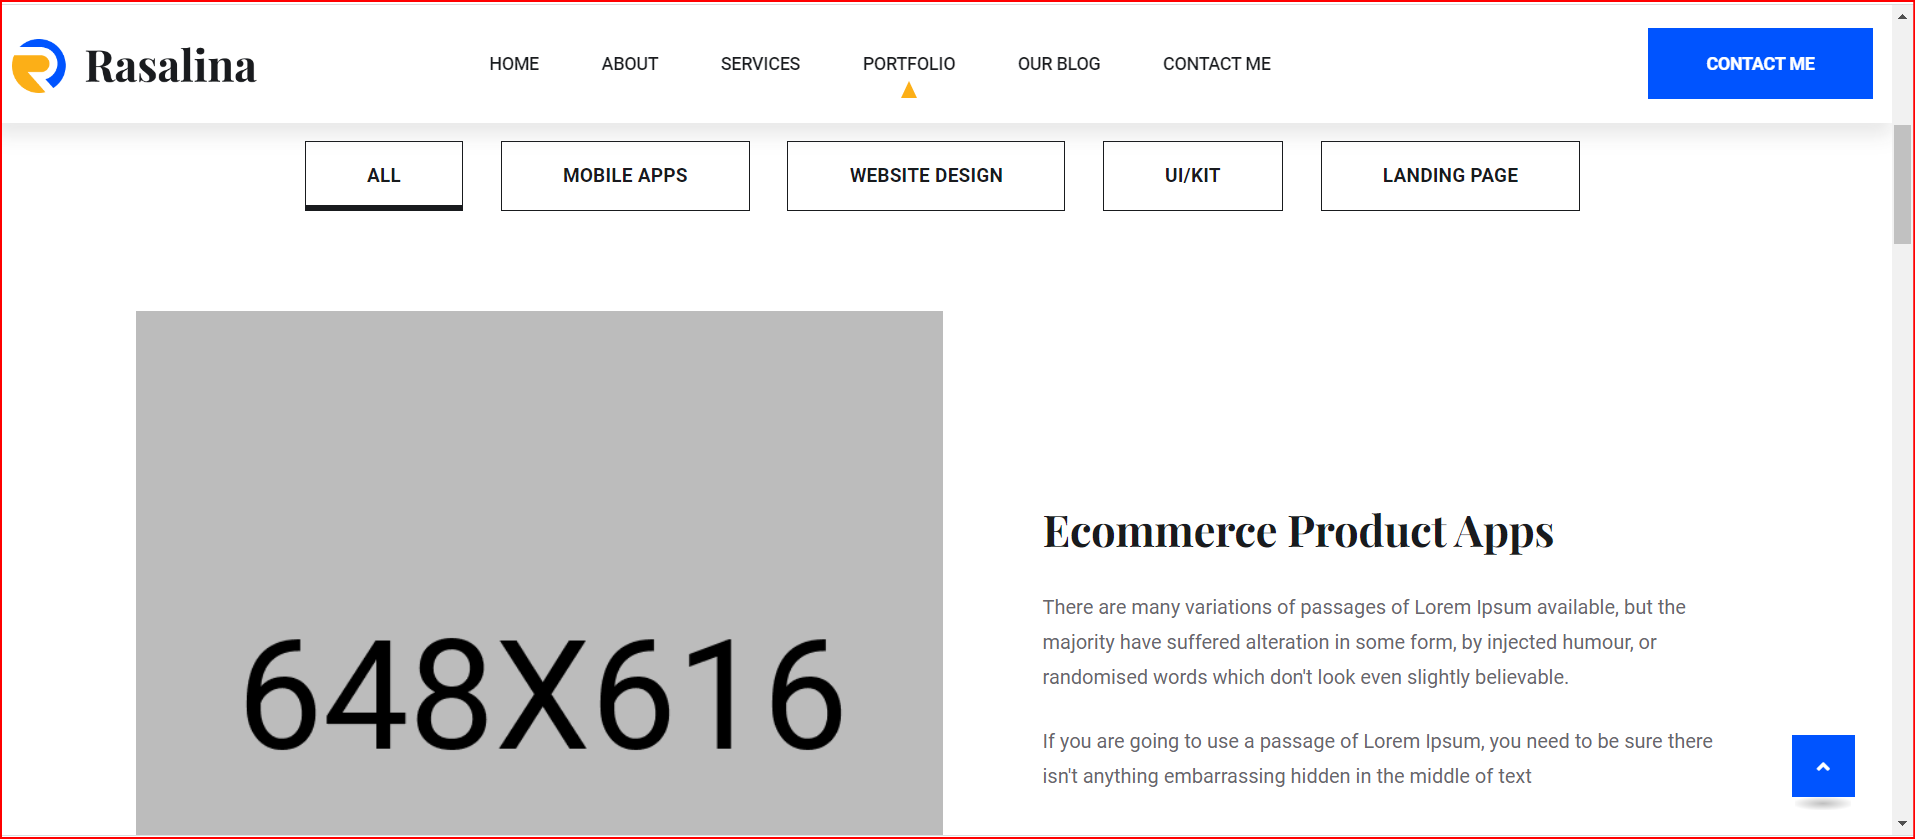 Rasalina
HOME ABOUT SERVICES PORTFOLIO OUR BLOG CONTACT ME
CONTACT ME
ALL MOBILE APPS WEBSITE DESIGN UI/KIT LANDING PAGE
648X616
Ecommerce Product Apps
There are many variations of passages of Lorem Ipsum available, but the
majority have suffered alteration in some form, by injected humour, or
randomised words which don't look even slightly believable.
If you are going to use a passage of Lorem Ipsum, you need to be sure there
isn't anything embarrassing hidden in the middle of text